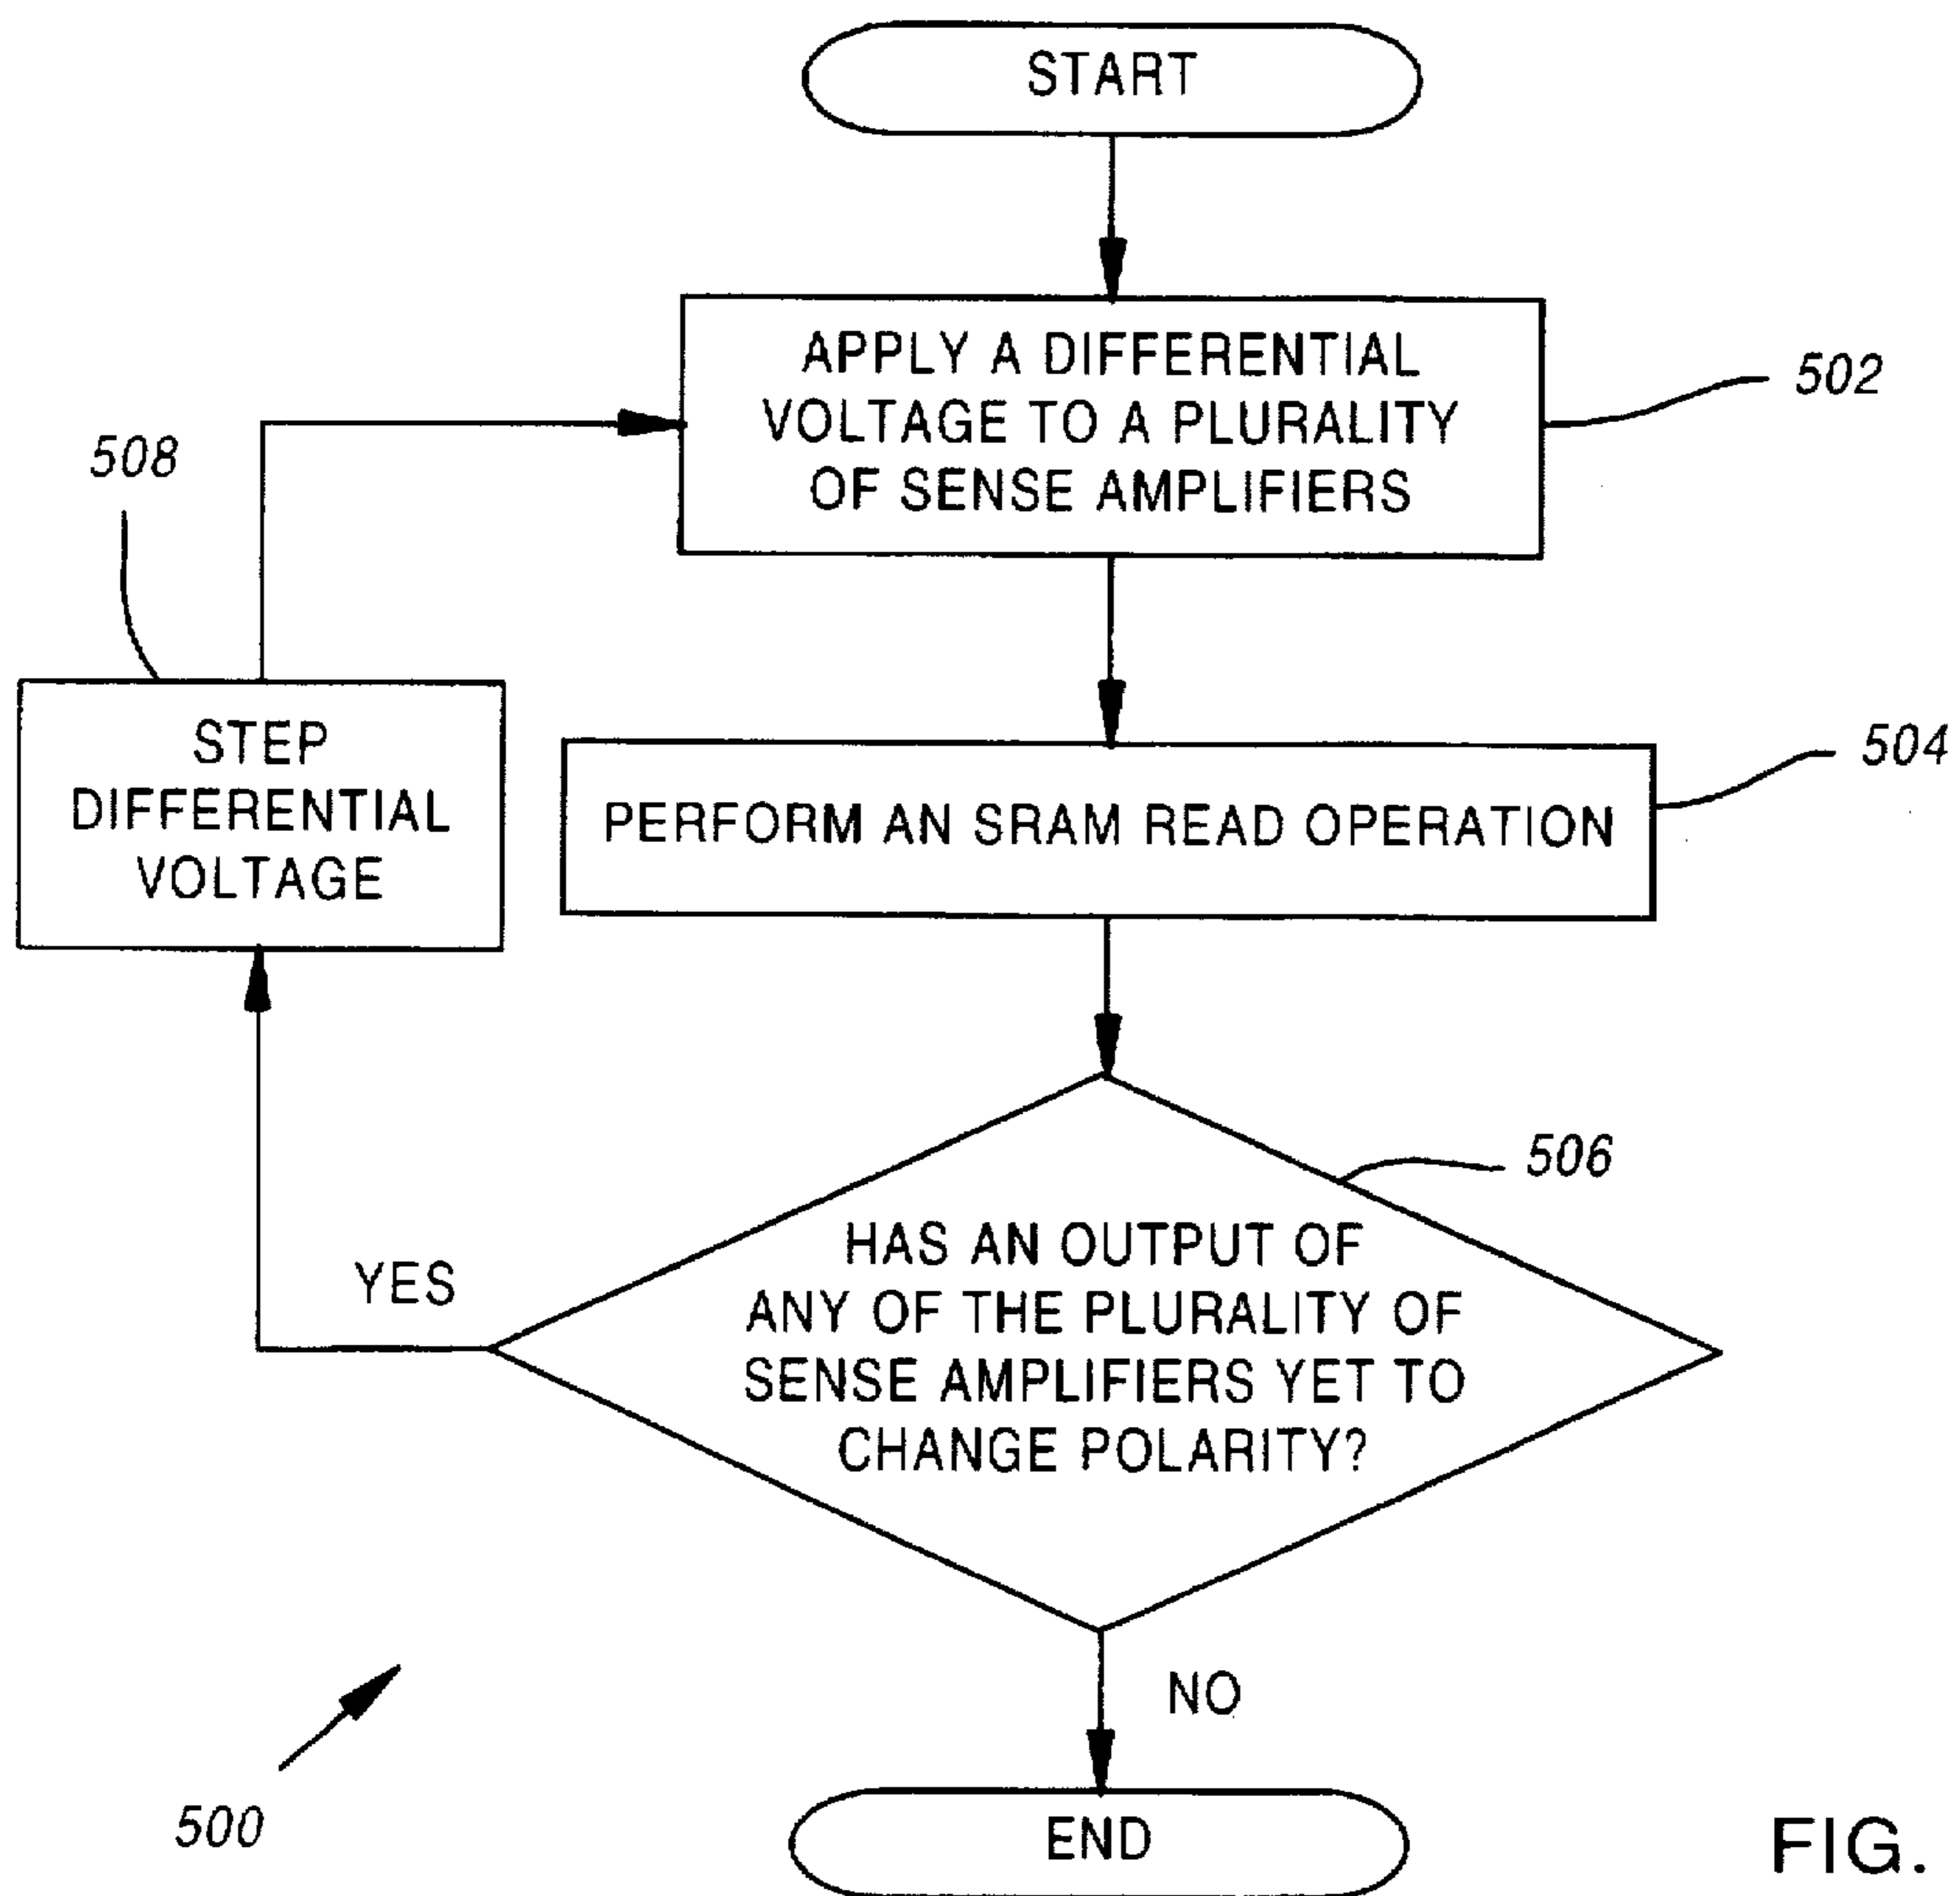 START
APPLY A DIFFERENTIAL
VOLTAGE TO A PLURALITY
OF SENSE AMPLIFIERS
502
508
STEP
DIFFERENTIAL
VOLTAGE
PERFORM AN SRAM READ OPERATION
504
506
HAS AN OUTPUT OF
ANY OF THE PLURALITY OF
SENSE AMPLIFIERS YET TO
CHANGE POLARITY?
YES
NO
500
END
FIG.